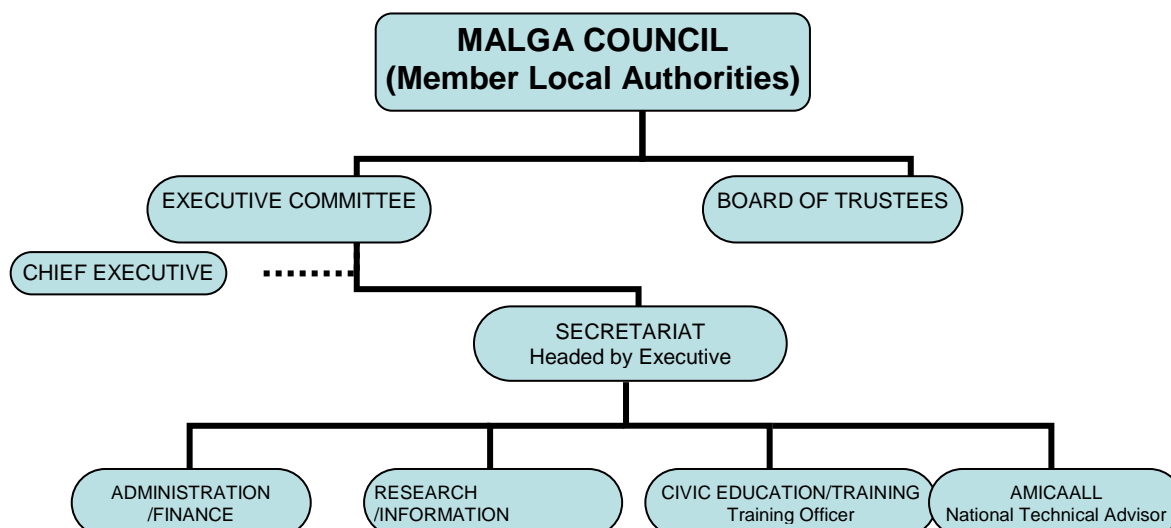 MALGA COUNCIL
(Member Local Authorities)
EXECUTIVE COMMITTEE
BOARD OF TRUSTEES
CHIEF EXECUTIVE
SECRETARIAT
Headed by Executive
ADMINISTRATION
/FINANCE
RESEARCH
/INFORMATION
CIVIC EDUCATION/TRAINING
Training Officer
AMICAALL
National Technical Advisor